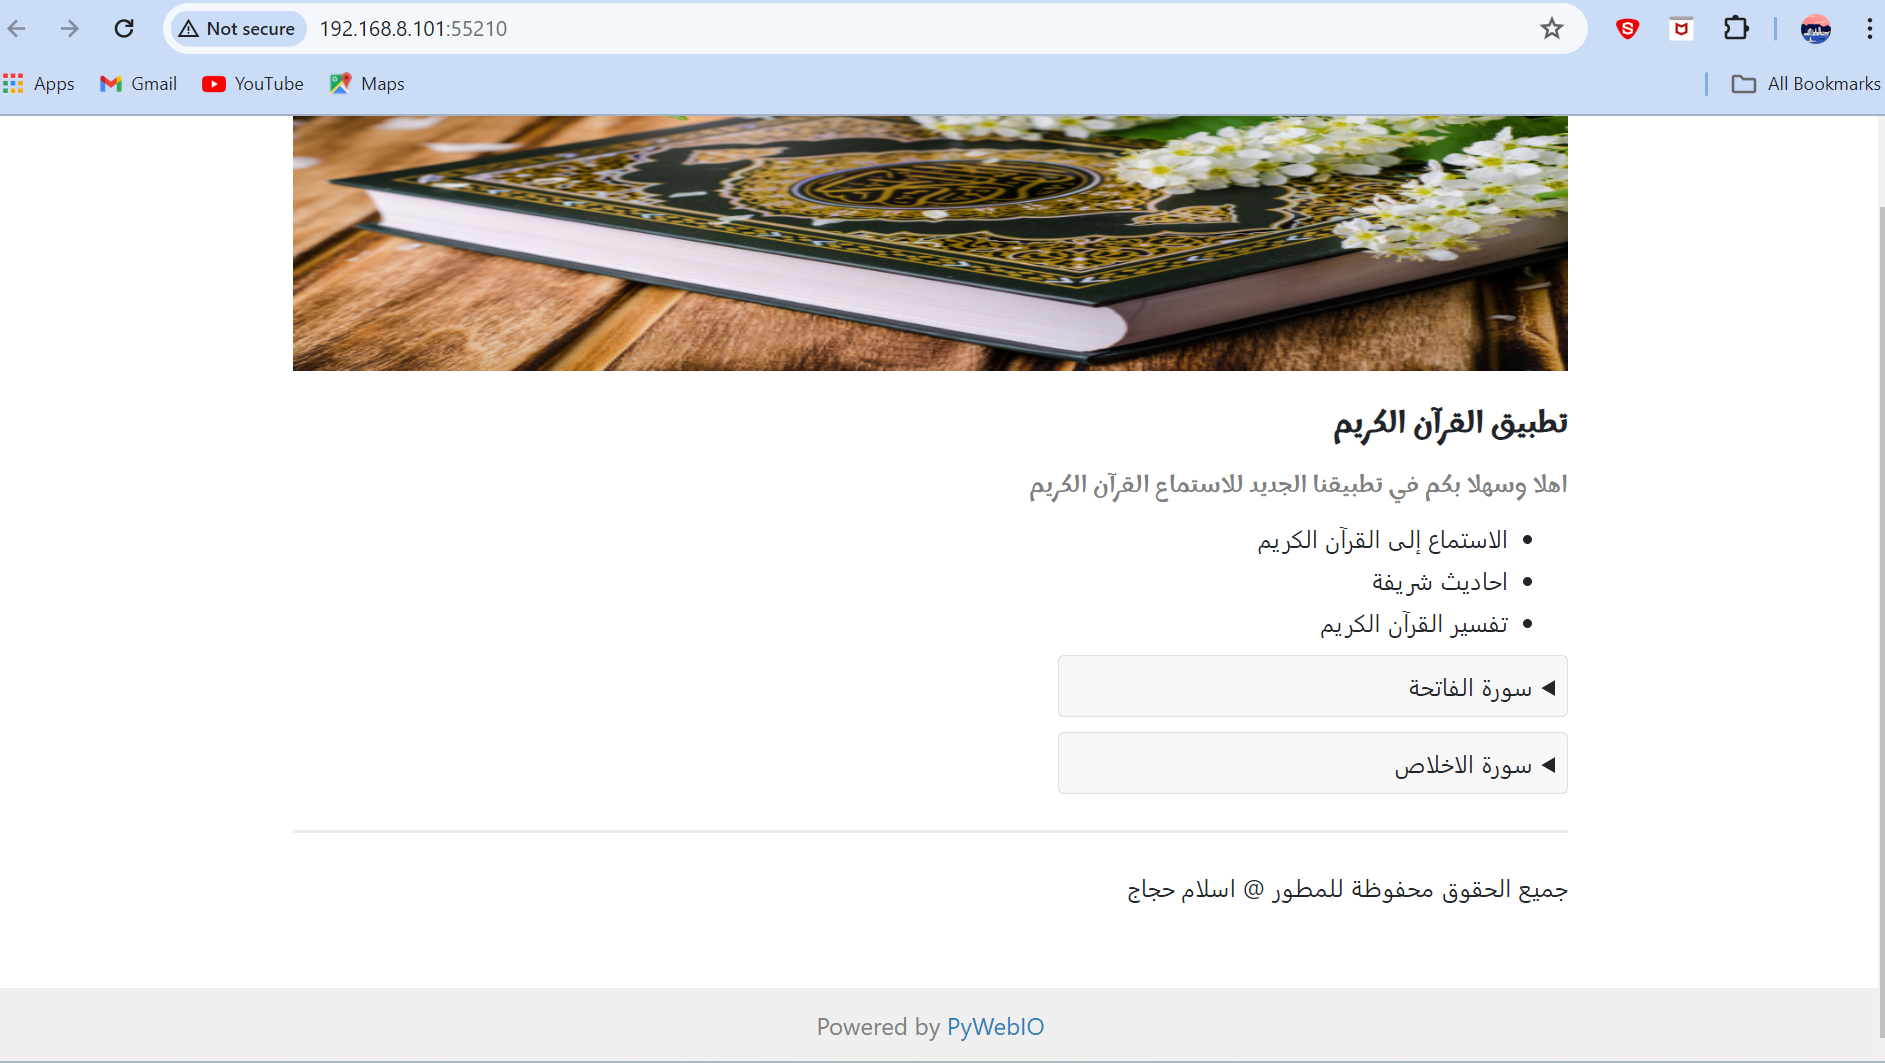 Not secure 192.168.8.101:55210
Apps Gmail YouTube Maps All Bookmarks
تطبيق القرآن الكريم
اهلا وسهلا بكم في تطبيقنا الجديد للاستماع القرآن الكريم
الاستماع إلى القرآن الكريم
احاديث شريفة
تفسير القرآن الكريم
سورة الفاتحة
سورة الاخلاص
جميع الحقوق محفوظة للمطور @ اسلام حجاج
Powered by PyWebIO